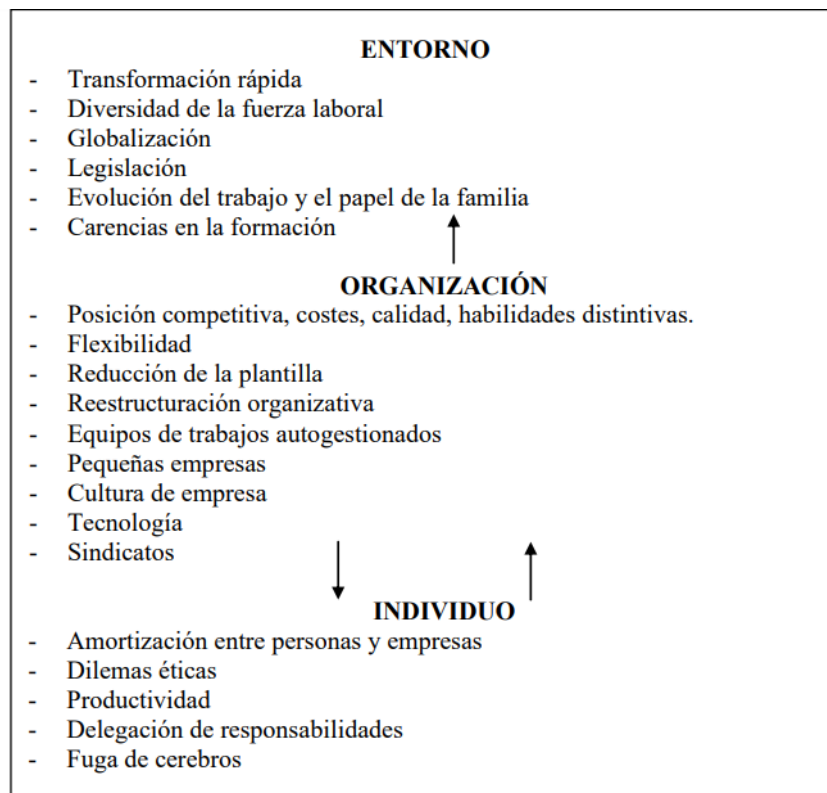 ENTORNO
- Transformación rápida
- Diversidad de la fuerza laboral
- Globalización
- Legislación
- Evolución del trabajo y el papel de la familia
- Carencias en la formación
ORGANIZACIÓN
- Posición competitiva, costes, calidad, habilidades distintivas.
- Flexibilidad
- Reducción de la plantilla
- Reestructuración organizativa
- Equipos de trabajos autogestionados
- Pequeñas empresas
- Cultura de empresa
- Tecnología
- Sindicatos
INDIVIDUO
- Amortización entre personas y empresas
- Dilemas éticas
- Productividad
- Delegación de responsabilidades
- Fuga de cerebros